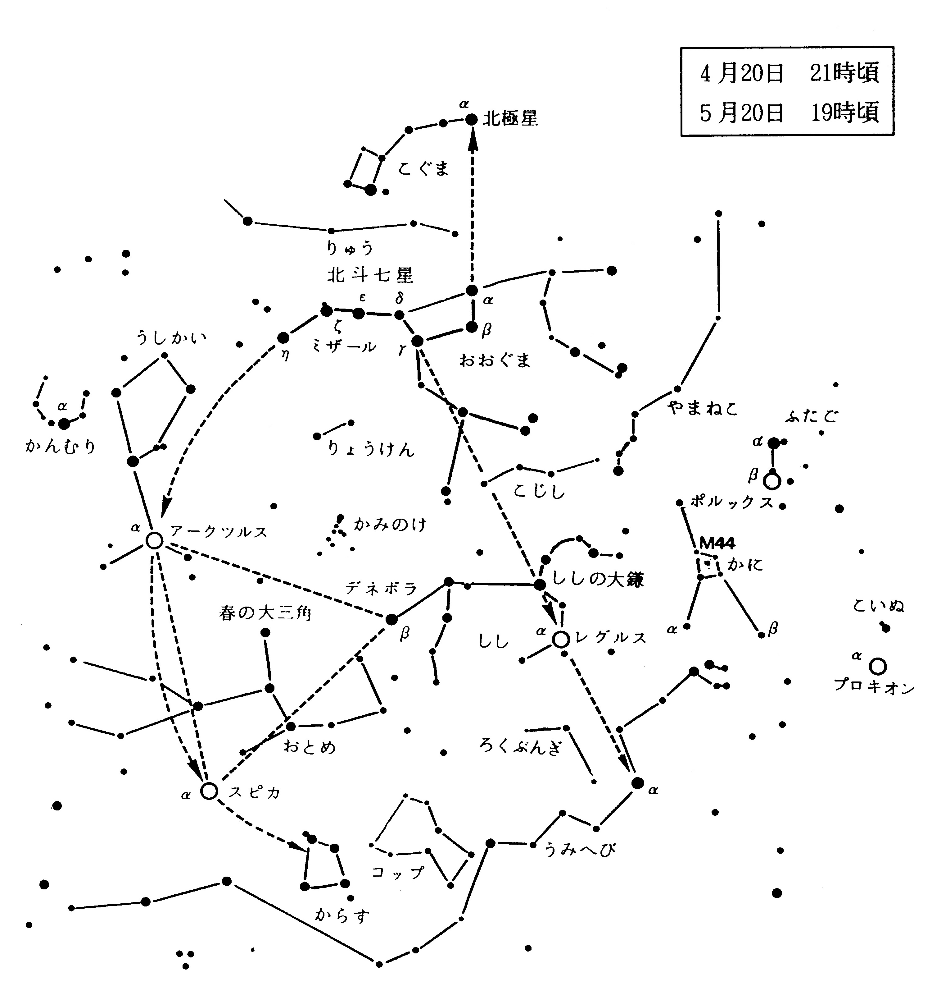 4月20日 21時頃
5月20日 19時頃
α
北極星
こぐま
りゅう
北斗七星
ε
δ
α
ζ
β
ミザール
η
γ
おおぐま
うしかい
α
かんむり
りょうけん
やまねこ
ふたご
α
β
ポルックス
こじし
かみのけ
α
アークツルス
M44
かに
ししの大鎌
デネボラ
β
春の大三角
しし
α
レグルス
α
β
こいぬ
α
プロキオン
おとめ
ろくぶんぎ
α
スピカ
α
うみへび
コップ
からす